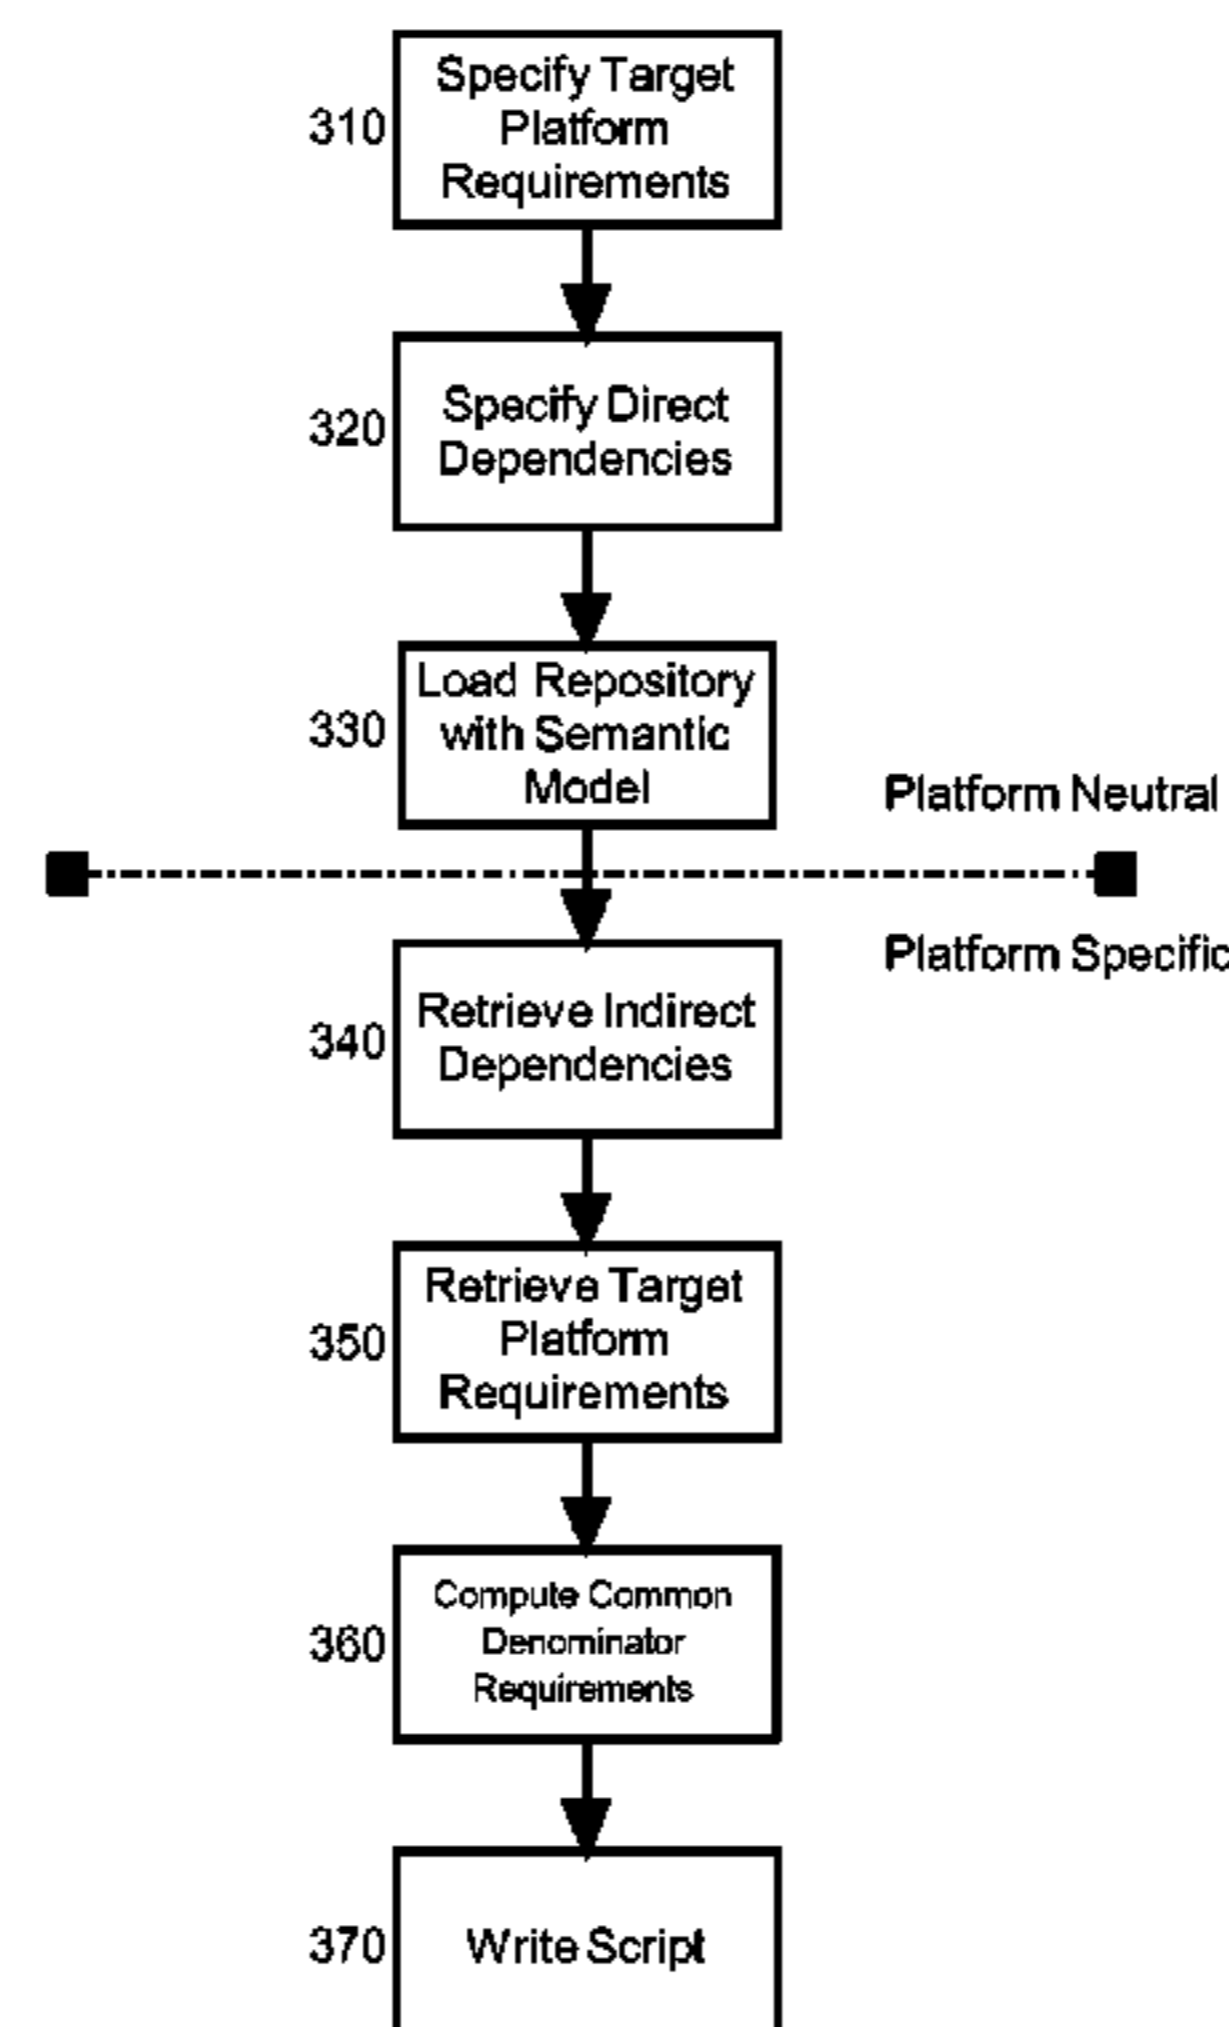 Specify Target
310
Platform
Requirements
Specify Direct
320
Dependencies
Load Repository
330
with Semantic
Model
Platform Neutral
Platform Specific
Retrieve Indirect
340
Dependencies
Retrieve Target
350
Platform
Requirements
Compute Common
360
Denominator
Requirements
370
Write Script